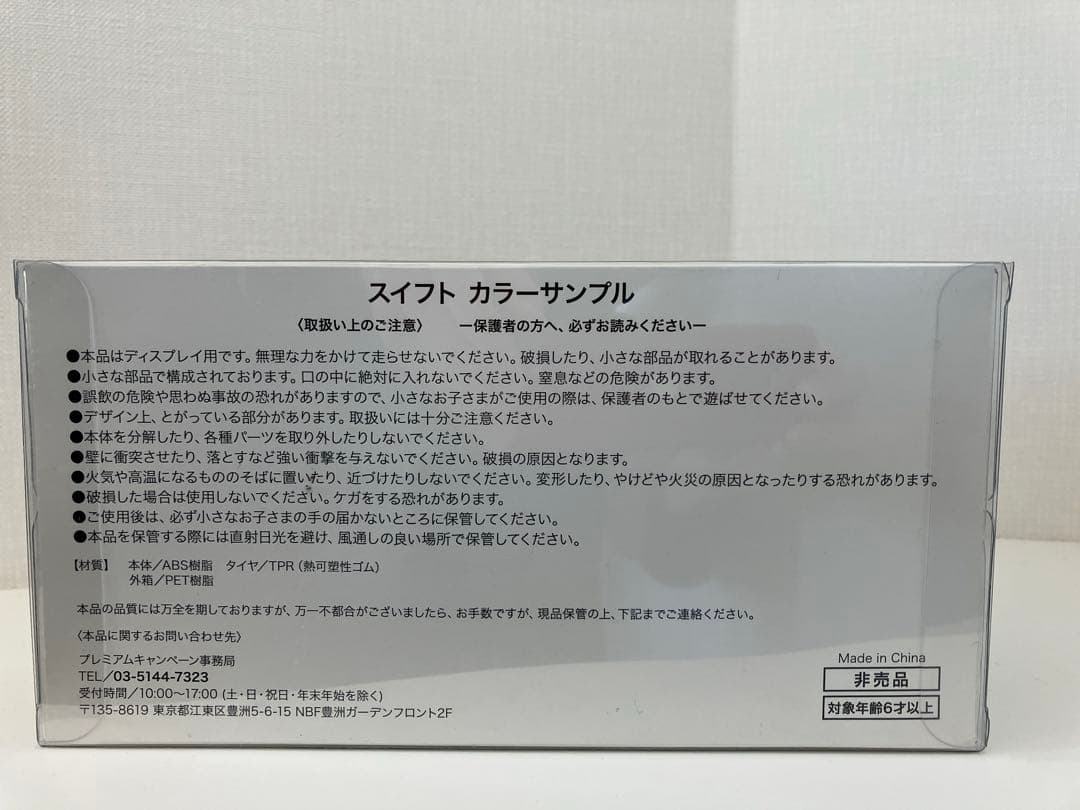 スイフト カラーサンプル
〈取扱い上のご注意〉 ー保護者の方へ、必ずお読みくださいー
●本品はディスプレイ用です。無理な力をかけて走らせないでください。破損したり、小さな部品が取れることがあります。
●小さな部品で構成されております。口の中に絶対に入れないでください。窒息などの危険があります。
●誤飲の危険や思わぬ事故の恐れがありますので、小さなお子さまがご使用の際は、保護者のもとで遊ばせてください。
●デザイン上、とがっている部分があります。取扱いには十分ご注意ください。
●本体を分解したり、各種パーツを取り外したりしないでください。
●壁に衝突させたり、落とすなど強い衝撃を与えないでください。破損の原因となります。
●火気や高温になるもののそばに置いたり、近づけたりしないでください。変形したり、やけどや火災の原因となったりする恐れがあります。
●破損した場合は使用しないでください。ケガをする恐れがあります。
●ご使用後は、必ず小さなお子さまの手の届かないところに保管してください。
●本品を保管する際には直射日光を避け、風通しの良い場所で保管してください。
【材質】 本体/ABS樹脂 タイヤ/TPR(熱可塑性ゴム)
外箱/PET樹脂
本品の品質には万全を期しておりますが、万一不都合がございましたら、お手数ですが、現品保管の上、下記までご連絡ください。
〈本品に関するお問い合わせ先〉
プレミアムキャンペーン事務局
TEL/03-5144-7323
受付時間/10:00〜17:00 (土・日・祝日・年末年始を除く)
〒135-8619 東京都江東区豊洲5-6-15 NBF豊洲ガーデンフロント2F
Made in China
非売品
対象年齢6才以上